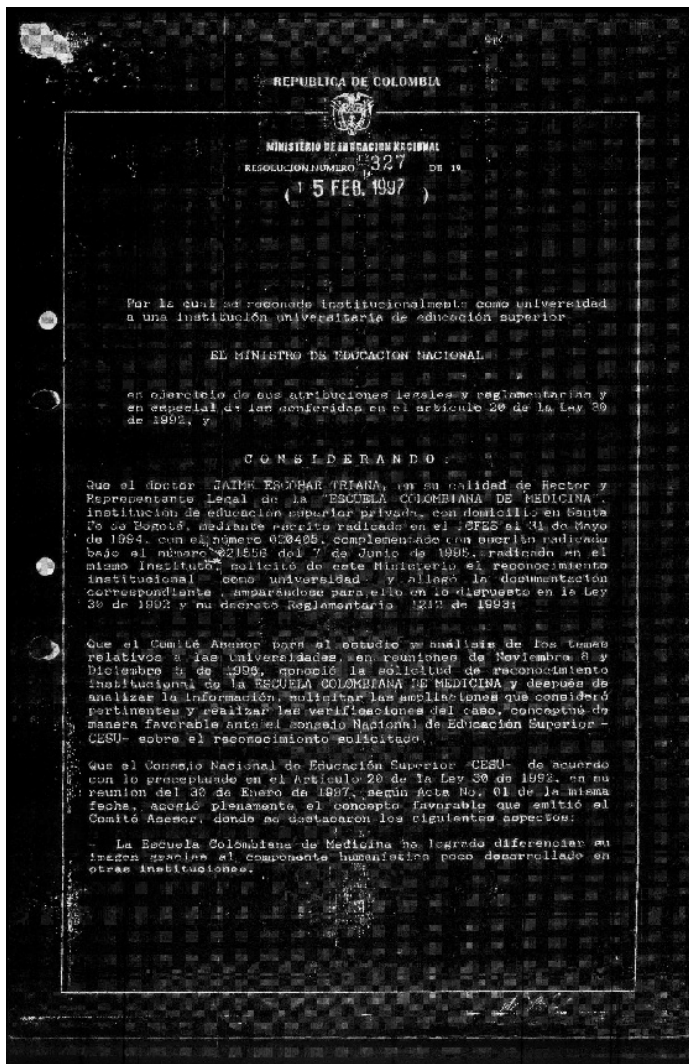 REPUBLICA DE COLOMBIA
MINISTERIO DE EDUCACION NACIONAL
RESOLUCION NUMERO 327 DE 19
( 5 FEB. 1997 )
Por la cual se reconoce institucionalmente como universidad
a una institución universitaria de educación superior
EL MINISTRO DE EDUCACION NACIONAL
en ejercicio de sus atribuciones legales y reglamentarias y
en especial de las conferidas en el artículo 20 de la Ley 30
de 1992, y
C O N S I D E R A N D O :
Que el doctor JAIME ESCOBAR TRIANA, en su calidad de Rector y
Representante Legal de la "ESCUELA COLOMBIANA DE MEDICINA",
institución de educación superior privada, con domicilio en Santa
Fe de Bogotá, mediante escrito radicado en el ICFES el 31 de Mayo
de 1994, con el número 020405, complementado con escrito radicado
bajo el número 021556 del 7 de Junio de 1995, radicado en el
mismo Instituto, solicitó de este Ministerio el reconocimiento
institucional como universidad y allegó la documentación
correspondiente, amparándose para ello en lo dispuesto en la Ley
30 de 1992 y su decreto Reglamentario 1212 de 1993;
Que el Comité Asesor para el estudio y análisis de los temas
relativos a las universidades, en reuniones de Noviembre 8 y
Diciembre de 1996, conoció la solicitud de reconocimiento
institucional de la ESCUELA COLOMBIANA DE MEDICINA y después de
analizar la información, solicitar las ampliaciones que consideró
pertinentes y realizar las verificaciones del caso, conceptuó de
manera favorable ante el consejo Nacional de Educación Superior -
CESU- sobre el reconocimiento solicitado.
Que el Consejo Nacional de Educación Superior -CESU- de acuerdo
con lo preceptuado en el Artículo 20 de la Ley 30 de 1992, en su
reunion del 30 de Enero de 1997, según Acta No. 01 de la misma
fecha, acogió plenamente el concepto favorable que emitió el
Comité Asesor, donde se destacaron los siguientes aspectos:
- La Escuela Colombiana de Medicina ha logrado diferenciar su
imagen gracias al componente humanístico poco desarrollado en
otras instituciones.